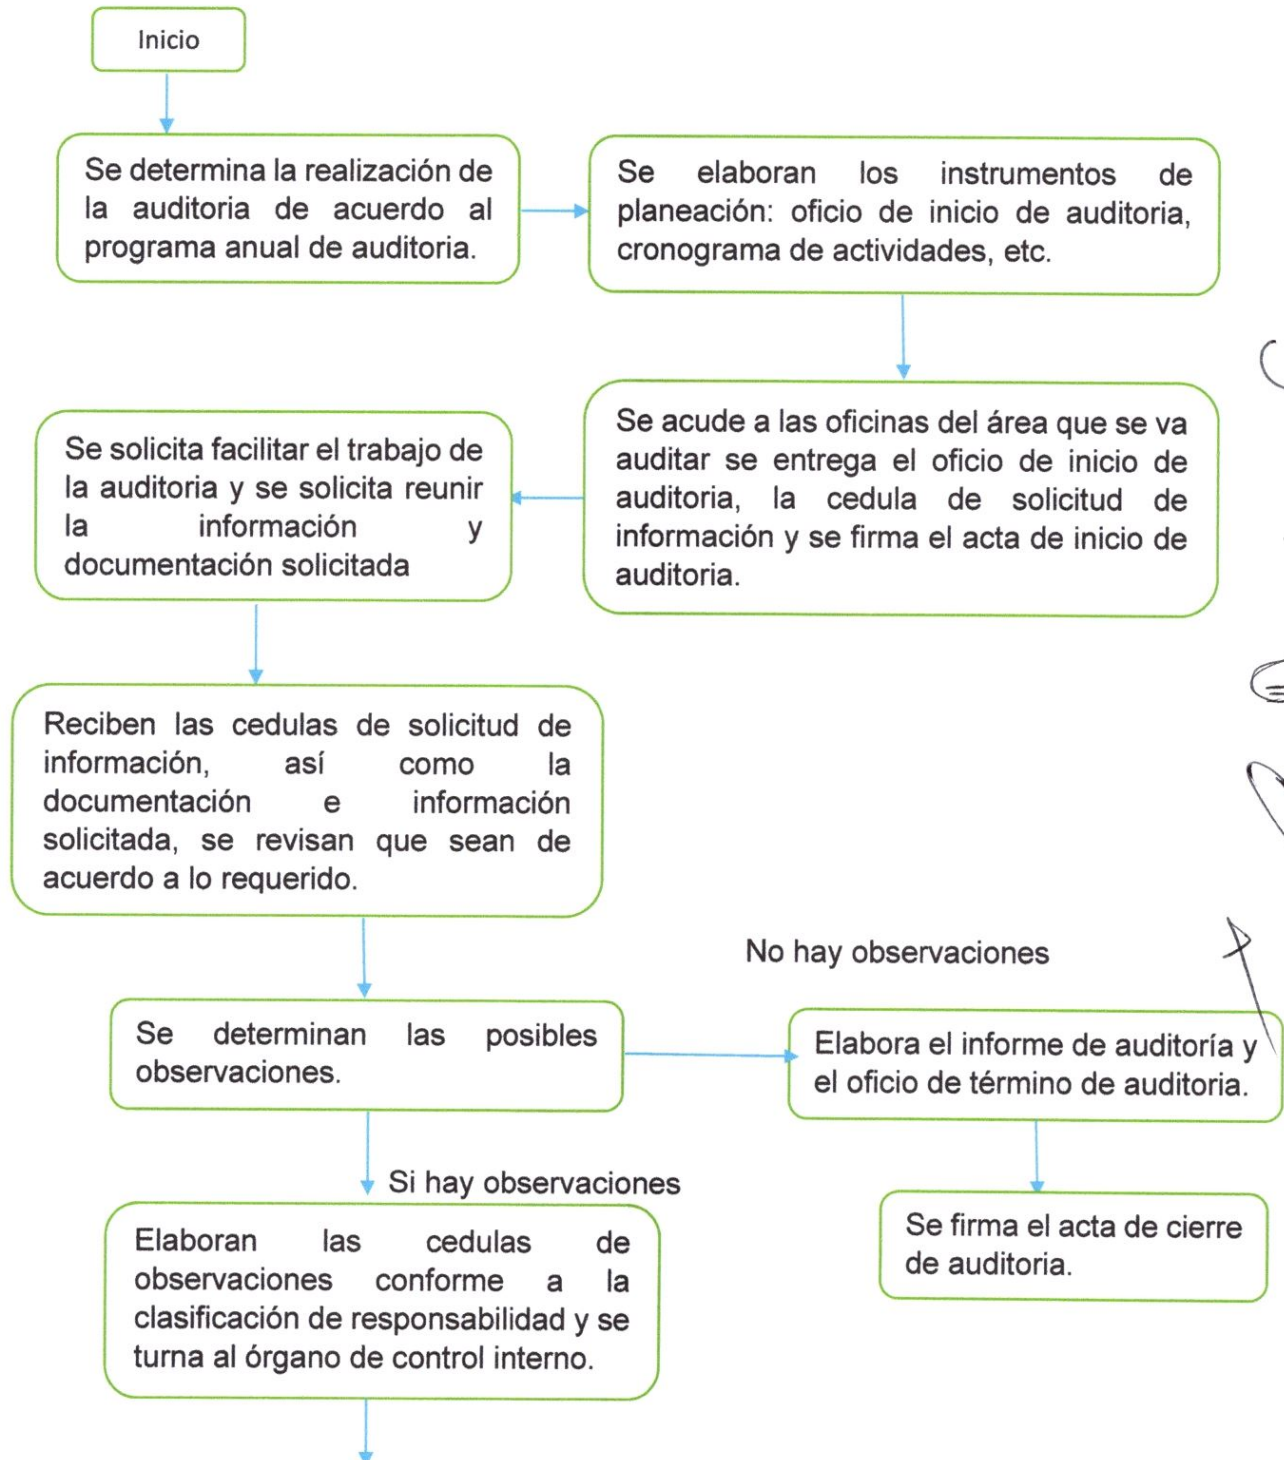 Inicio
Se determina la realización de
la auditoria de acuerdo al
programa anual de auditoria.
Se elaboran los instrumentos de
planeación: oficio de inicio de auditoria,
cronograma de actividades, etc.
Se acude a las oficinas del área que se va
auditar se entrega el oficio de inicio de
auditoria, la cedula de solicitud de
información y se firma el acta de inicio de
auditoria.
Se solicita facilitar el trabajo de
la auditoria y se solicita reunir
la información y
documentación solicitada
Reciben las cedulas de solicitud de
información, así como la
documentación e información
solicitada, se revisan que sean de
acuerdo a lo requerido.
Se determinan las posibles
observaciones.
No hay observaciones
Elabora el informe de auditoría y
el oficio de término de auditoria.
Se firma el acta de cierre
de auditoria.
Si hay observaciones
Elaboran las cedulas de
observaciones conforme a la
clasificación de responsabilidad y se
turna al órgano de control interno.